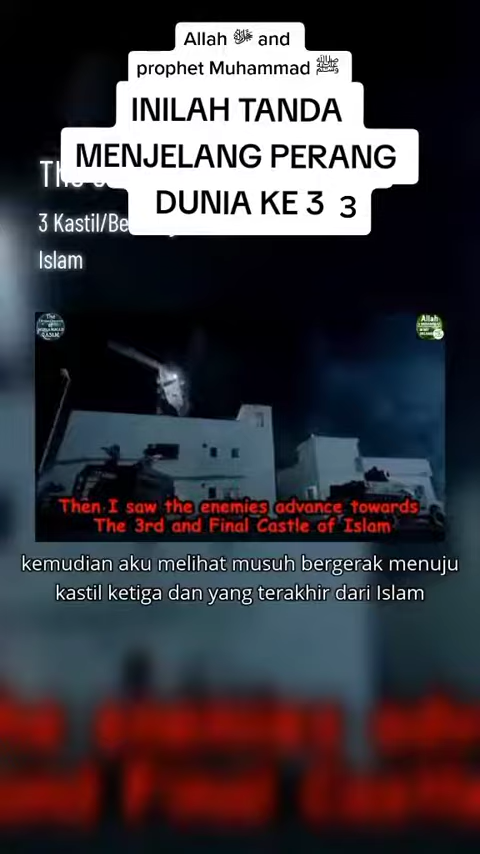 Allah ﷻ and
prophet Muhammad ﷺ
INILAH TANDA
MENJELANG PERANG
DUNIA KE 3 3
3 Kastil/Be
Islam
Allah
Then I saw the enemies advance towards
The 3rd and Final Castle of Islam
kemudian aku melihat musuh bergerak menuju
kastil ketiga dan yang terakhir dari Islam